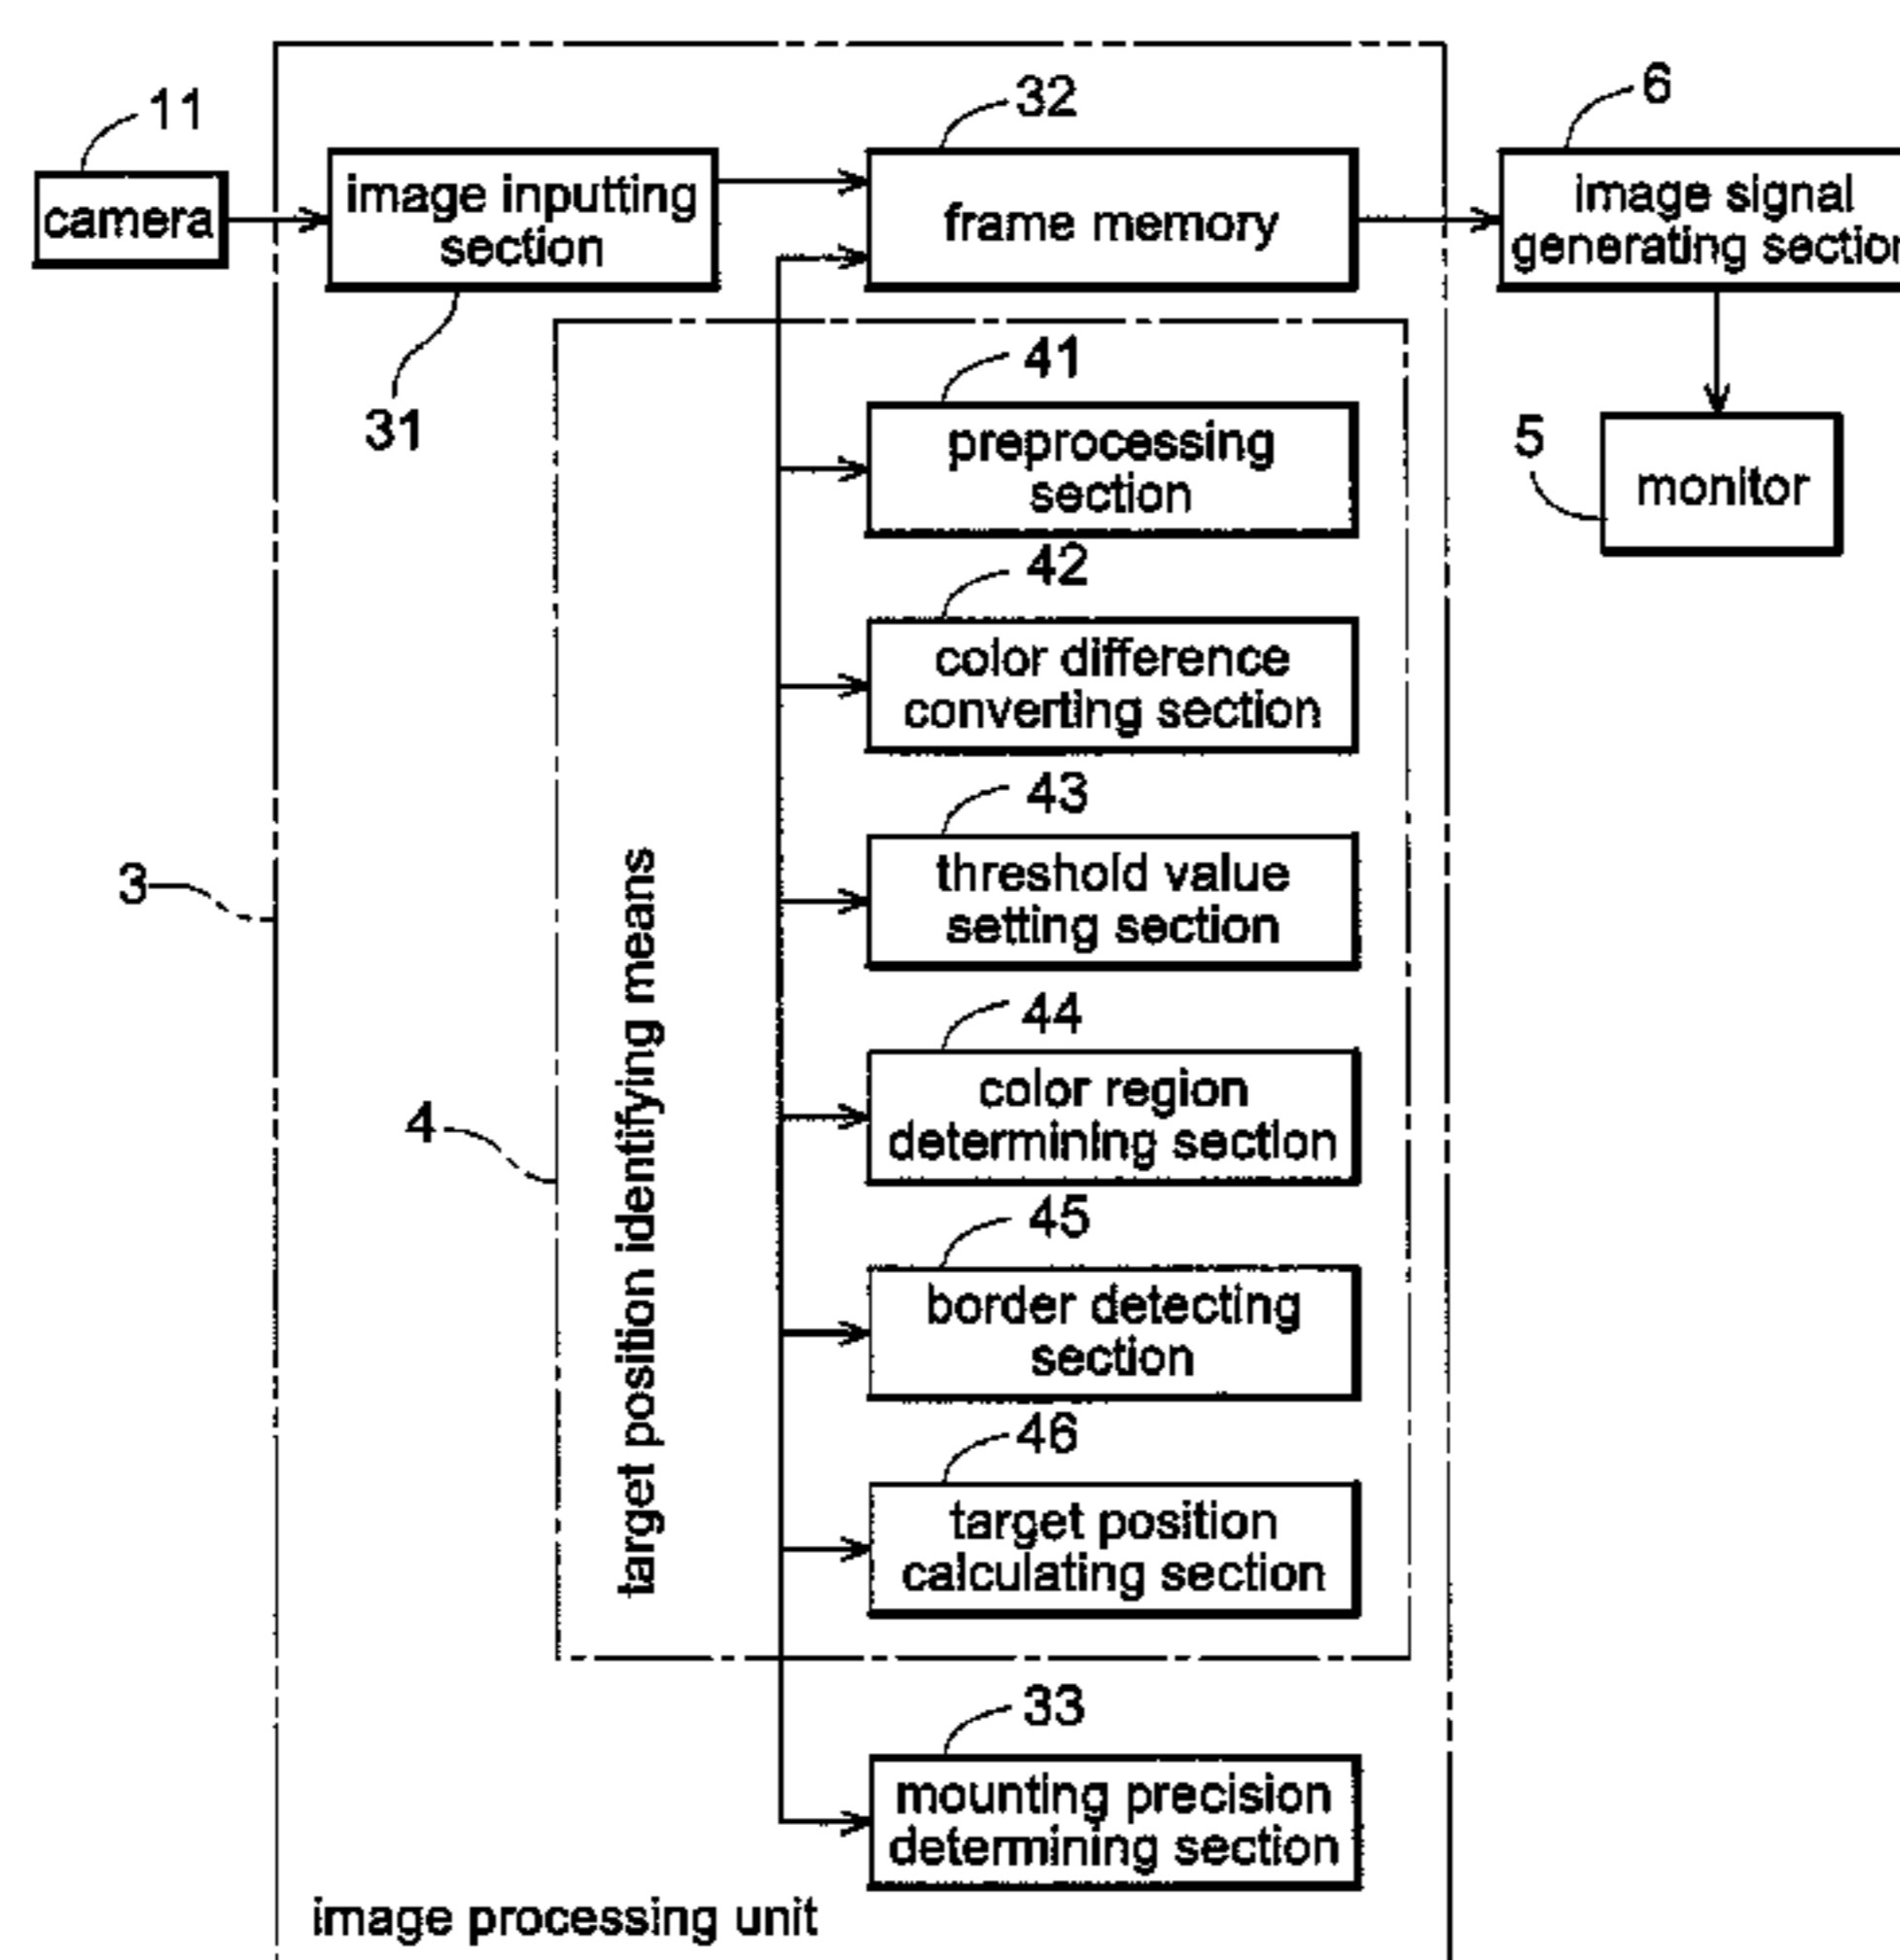 11
camera
image inputting
section
31
32
frame memory
6
image signal
generating section
5
monitor
3
4
target position identifying means
41
preprocessing
section
42
color difference
converting section
43
threshold value
setting section
44
color region
determining section
45
border detecting
section
46
target position
calculating section
33
mounting precision
determining section
image processing unit